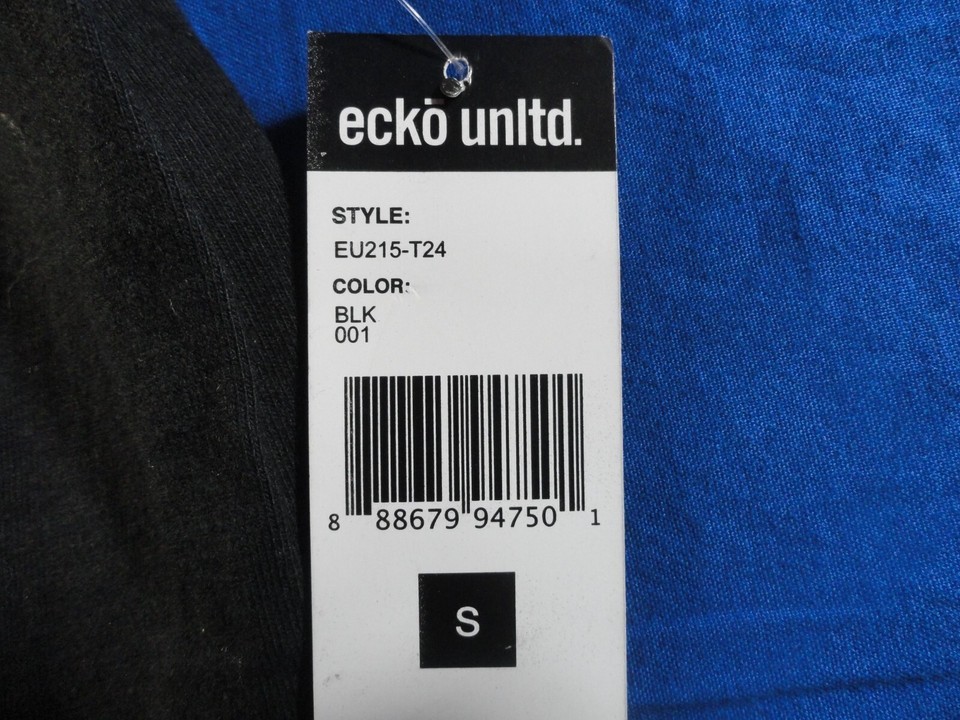 eckō unltd.
STYLE:
EU215-T24
COLOR:
BLK
001
8 88679 94750 1
S